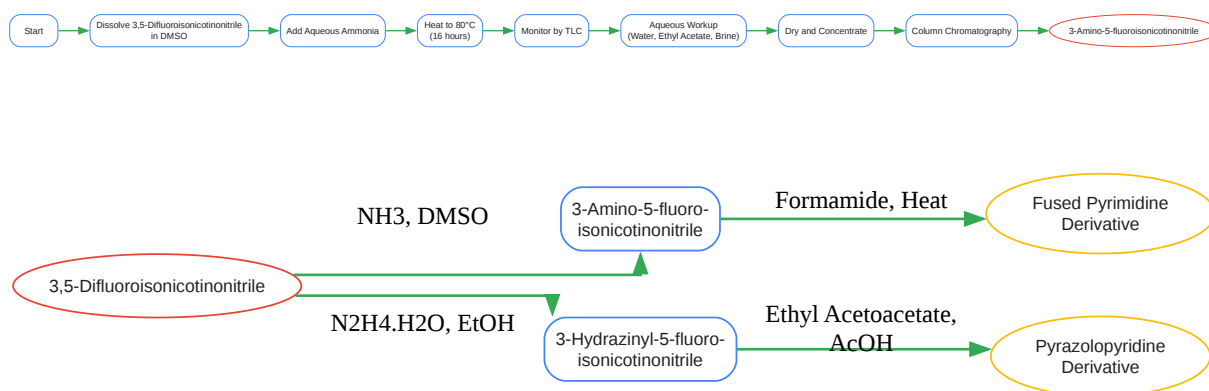 Start
Dissolve 3,5-Difluoroisonicotinonitrile
in DMSO
Add Aqueous Ammonia
Heat to 80°C
(16 hours)
Monitor by TLC
Aqueous Workup
(Water, Ethyl Acetate, Brine)
Dry and Concentrate
Column Chromatography
3-Amino-5-fluoroisonicotinonitrile
NH3, DMSO
3-Amino-5-fluoro-
isonicotinonitrile
Formamide, Heat
Fused Pyrimidine
Derivative
3,5-Difluoroisonicotinonitrile
N2H4.H2O, EtOH
3-Hydrazinyl-5-fluoro-
isonicotinonitrile
Ethyl Acetoacetate,
AcOH
Pyrazolopyridine
Derivative